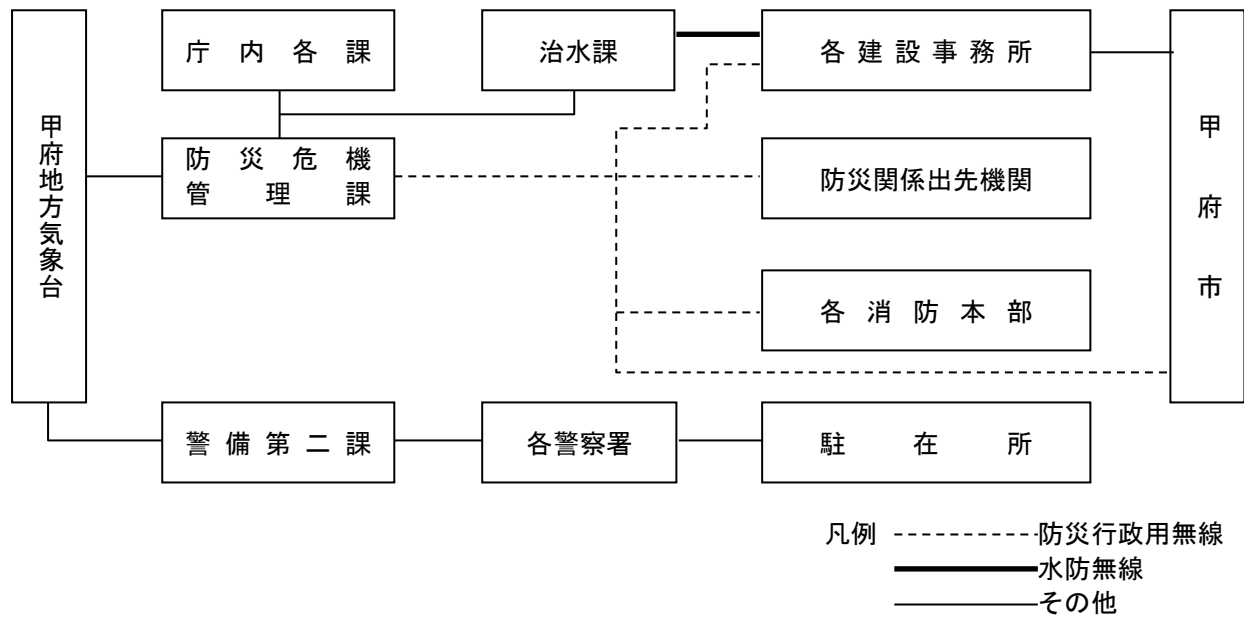 甲府地方気象台
庁内各課
治水課
各建設事務所
甲府市
防災危機
管理課
防災関係出先機関
各消防本部
警備第二課
各警察署
駐在所
凡例
防災行政用無線
水防無線
その他